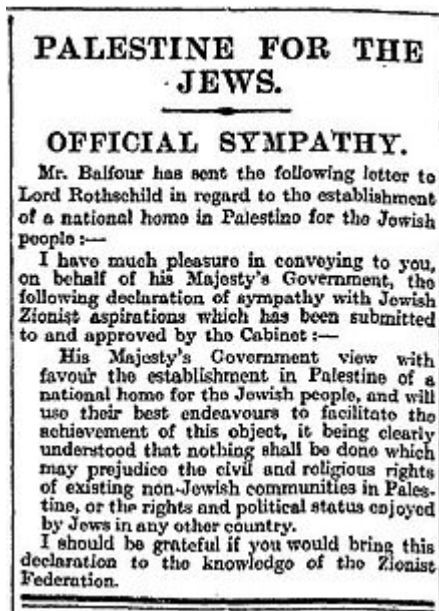 PALESTINE FOR THE
JEWS.
OFFICIAL SYMPATHY.
Mr. Balfour has sent the following letter to
Lord Rothschild in regard to the establishment
of a national home in Palestine for the Jewish
people:—
I have much pleasure in conveying to you,
on behalf of his Majesty's Government, the
following declaration of sympathy with Jewish
Zionist aspirations which has been submitted
to and approved by the Cabinet:—
His Majesty's Government view with
favour the establishment in Palestine of a
national home for the Jewish people, and will
use their best endeavours to facilitate the
achievement of this object, it being clearly
understood that nothing shall be done which
may prejudice the civil and religious rights
of existing non-Jewish communities in Pales-
tine, or the rights and political status enjoyed
by Jews in any other country.
I should be grateful if you would bring this
declaration to the knowledge of the Zionist
Federation.